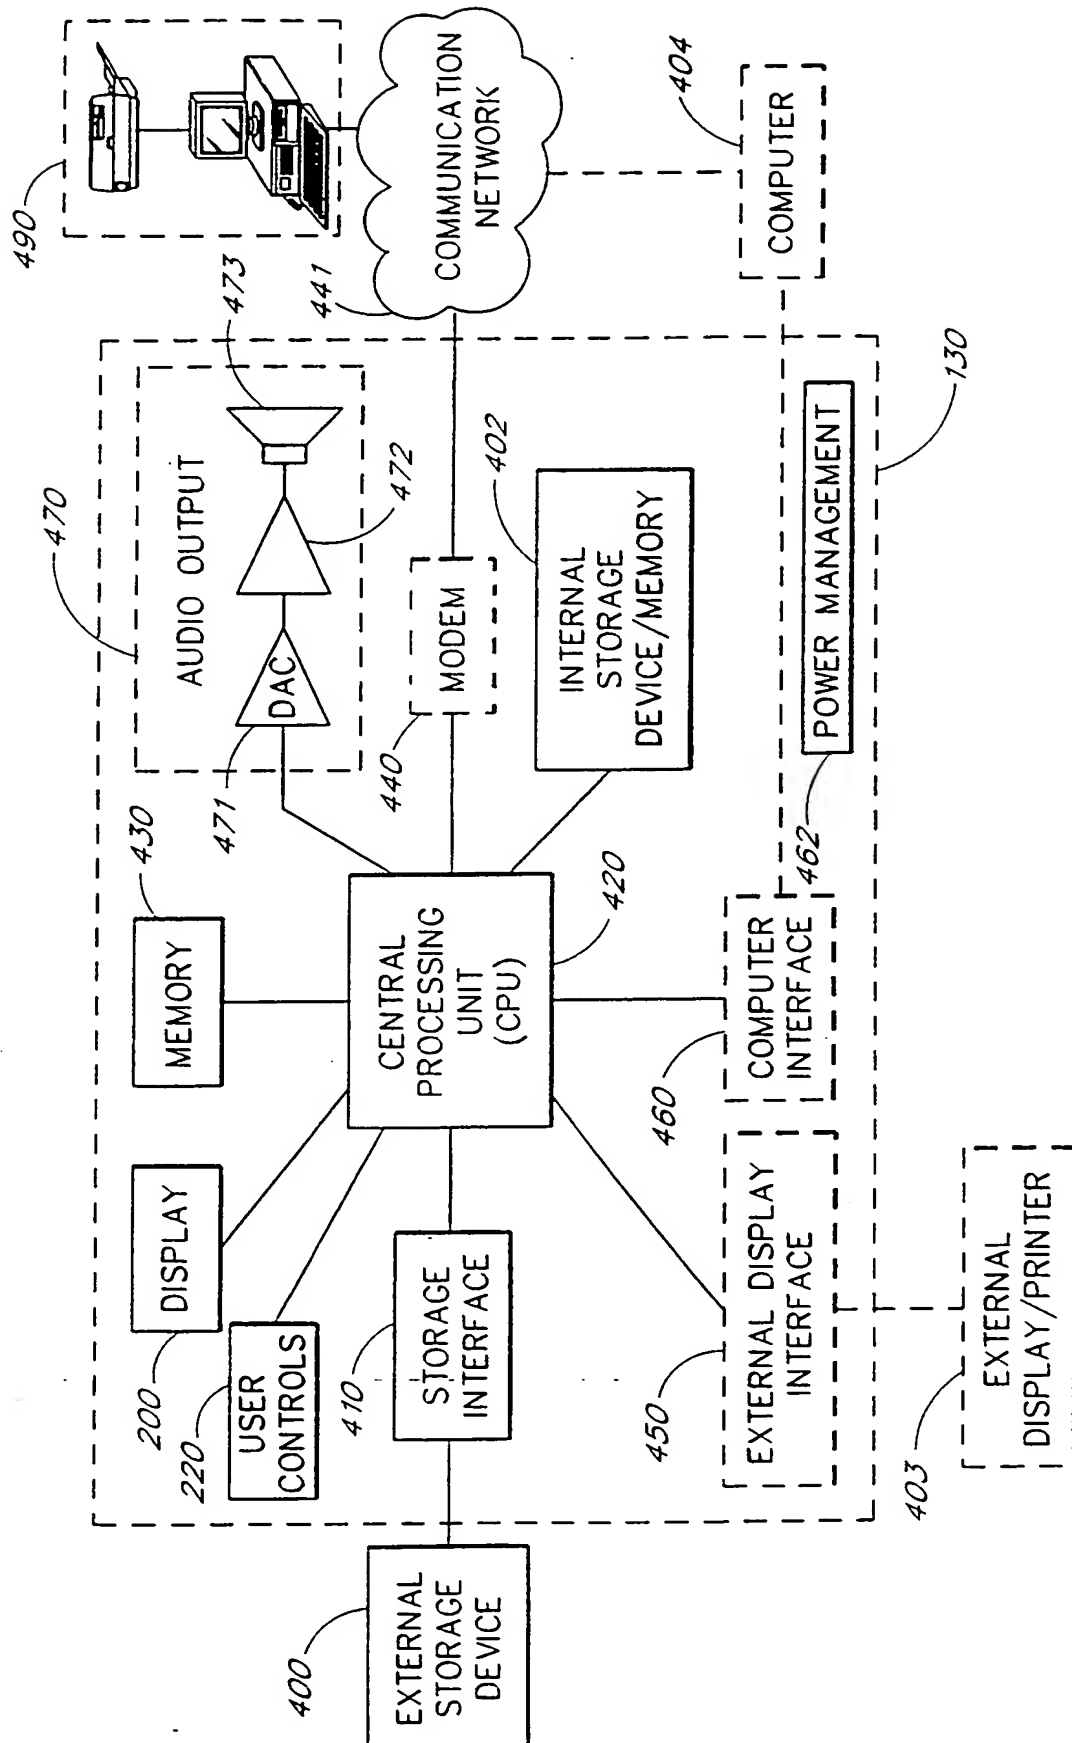 490
473
441
COMMUNICATION
NETWORK
404
COMPUTER
470
AUDIO OUTPUT
DAC
471
472
430
MEMORY
440
MODEM
402
INTERNAL
STORAGE
DEVICE/MEMORY
130
POWER MANAGEMENT
462
DISPLAY
200
USER
CONTROLS
220
CENTRAL
PROCESSING
UNIT
(CPU)
420
STORAGE
INTERFACE
410
COMPUTER
INTERFACE
460
EXTERNAL DISPLAY
INTERFACE
450
EXTERNAL
STORAGE
DEVICE
400
EXTERNAL
DISPLAY/PRINTER
403